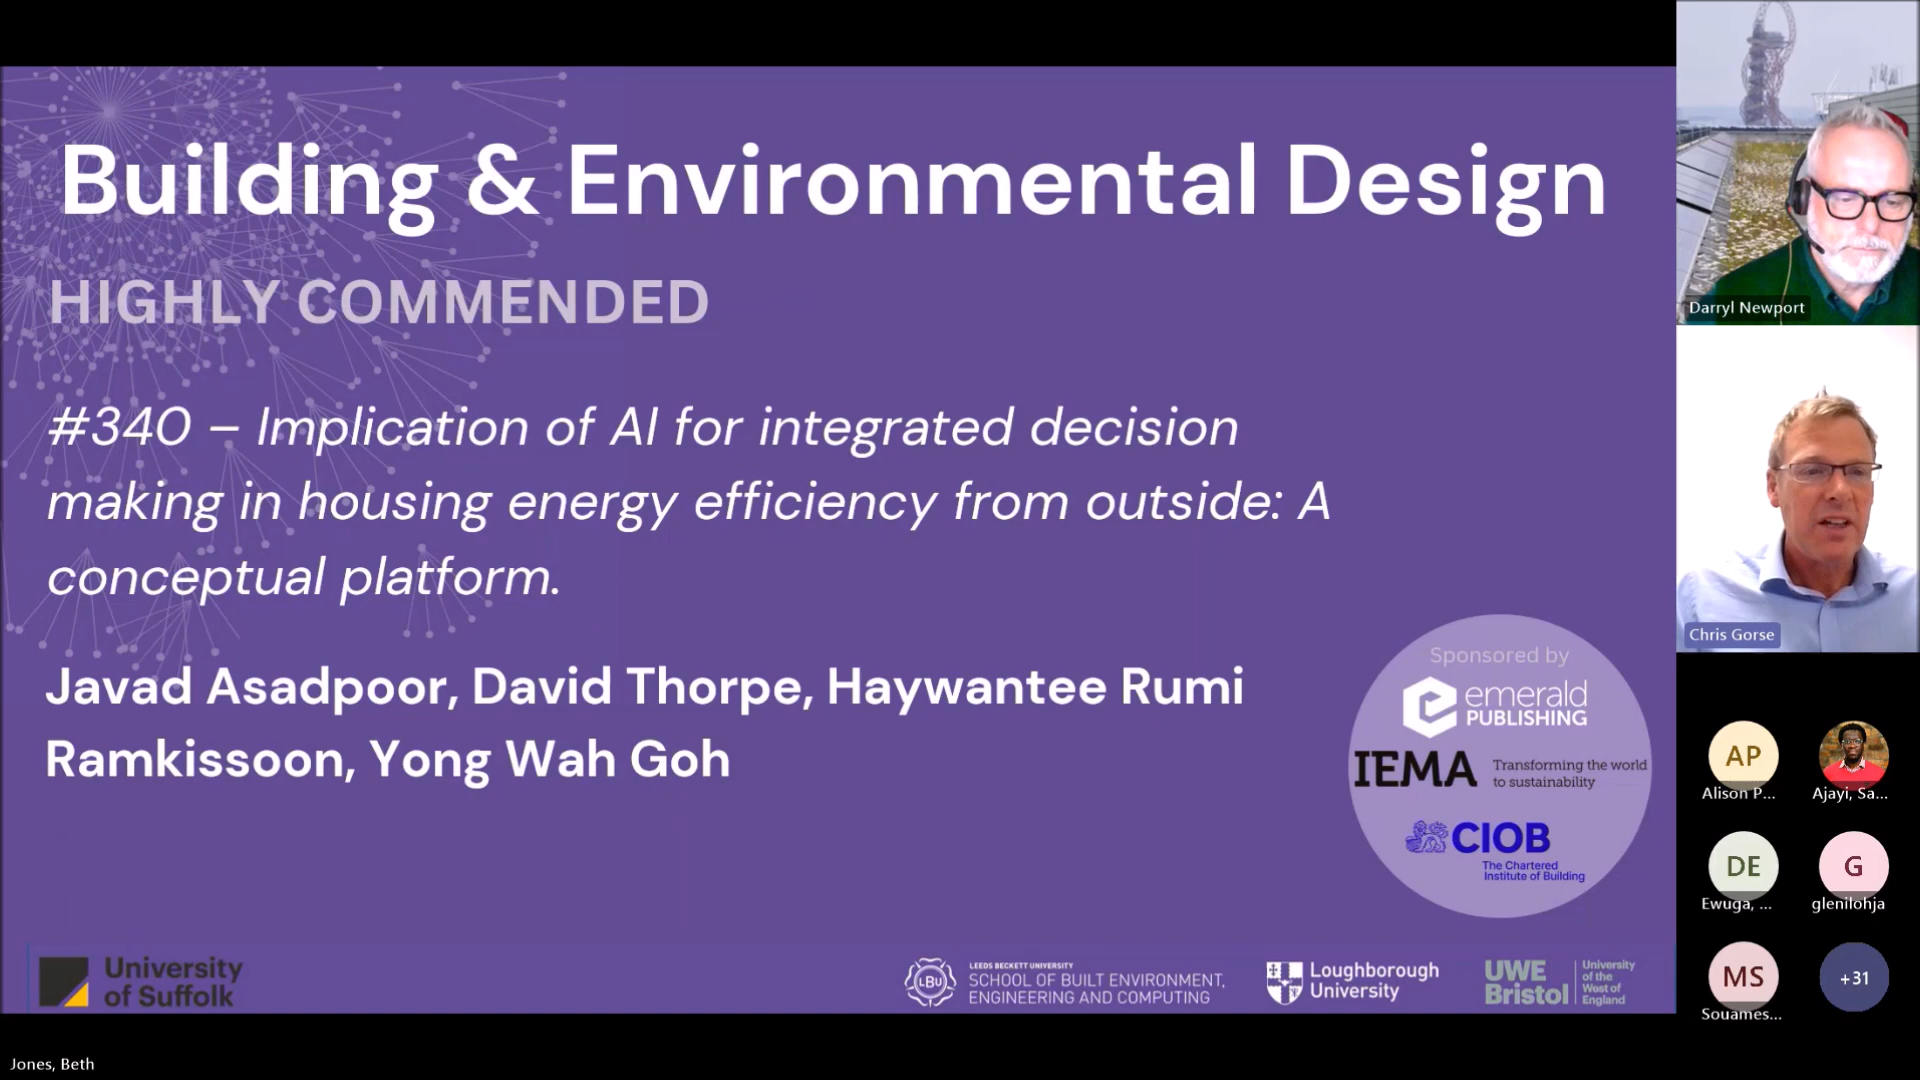 Building & Environmental Design
HIGHLY COMMENDED
#340 – Implication of AI for integrated decision
making in housing energy efficiency from outside: A
conceptual platform.
Javad Asadpoor, David Thorpe, Haywantee Rumi
Ramkissoon, Yong Wah Goh
Sponsored by
emerald
PUBLISHING
IEMA
Transforming the world
to sustainability
CIOB
The Chartered
Institute of Building
University
of Suffolk
LBU
LEEDS BECKETT UNIVERSITY
SCHOOL OF BUILT ENVIRONMENT,
ENGINEERING AND COMPUTING
Loughborough
University
UWE
Bristol
University
of the
West of
England
Darryl Newport
Chris Gorse
AP
Alison P...
Ajayi, Sa...
DE
Ewuga, ...
G
glenilohja
MS
Souames...
+31
Jones, Beth